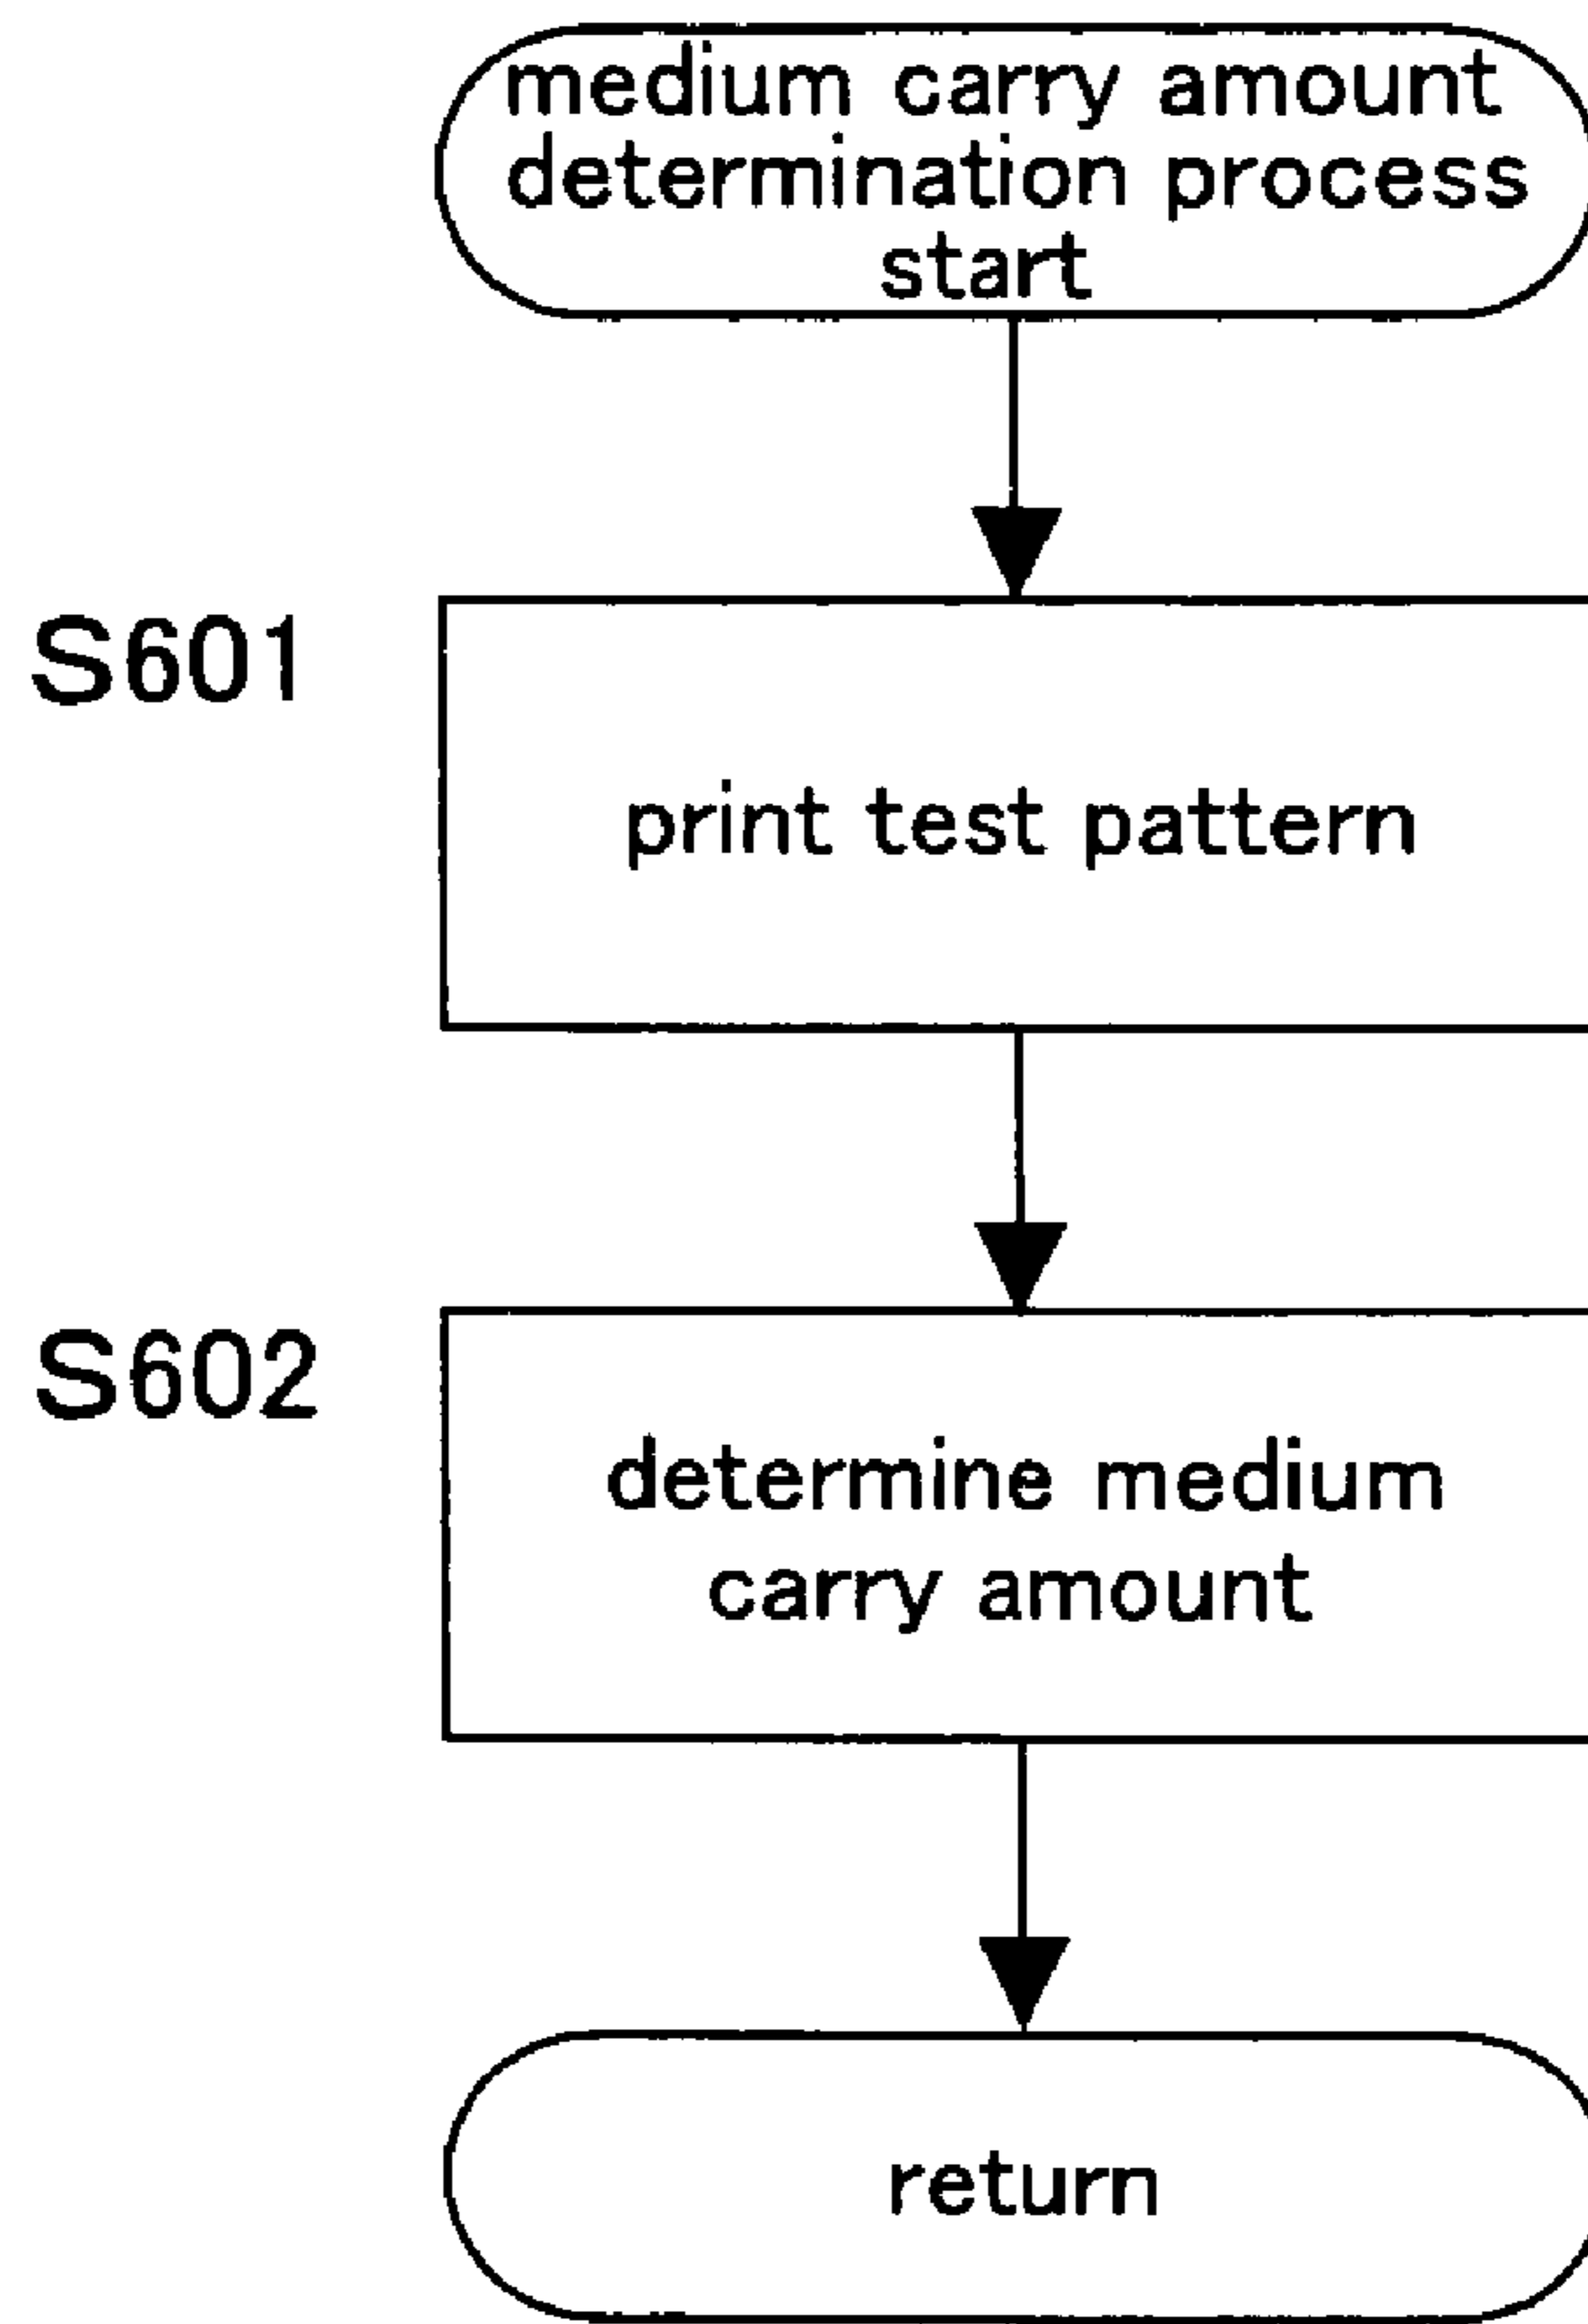 medium carry amount
determination process
start
S601
print test pattern
S602
determine medium
carry amount
return